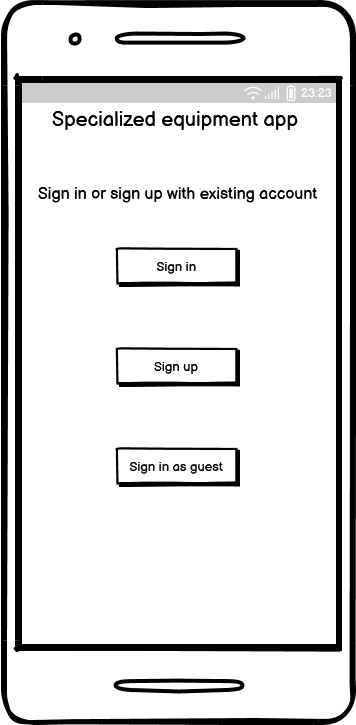 23:23
Specialized equipment app
Sign in or sign up with existing account
Sign in
Sign up
Sign in as guest